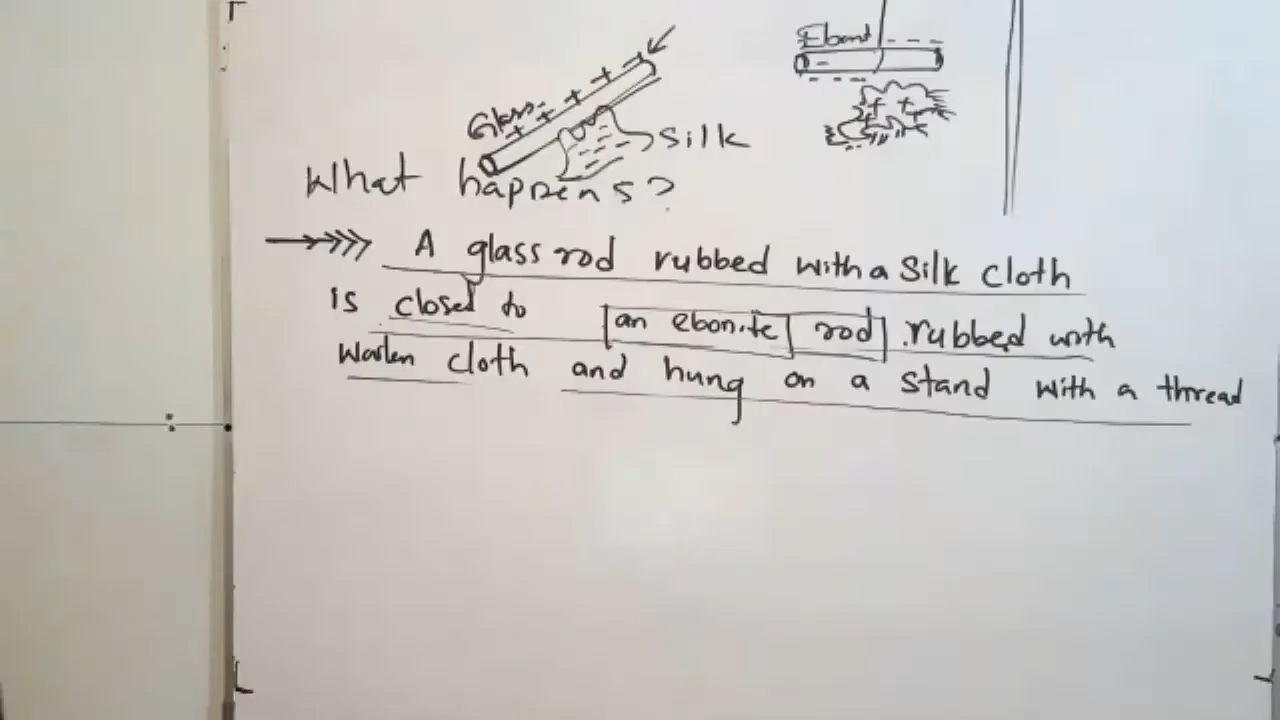 Ebonit
Glass
Silk
What happens?
A glass rod rubbed with a Silk Cloth
is closed to an ebonite rod rubbed with
Woolen cloth and hung on a stand with a thread